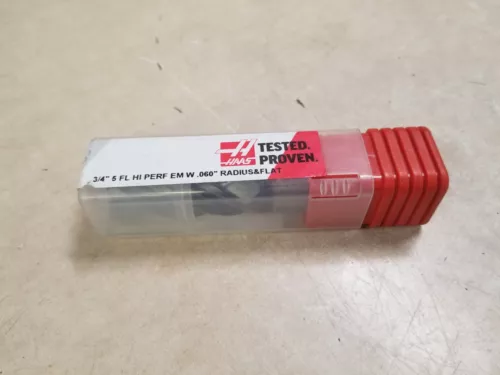 HAAS
TESTED.
PROVEN.
3/4" 5 FL HI PERF EM W .060" RADIUS&FLAT